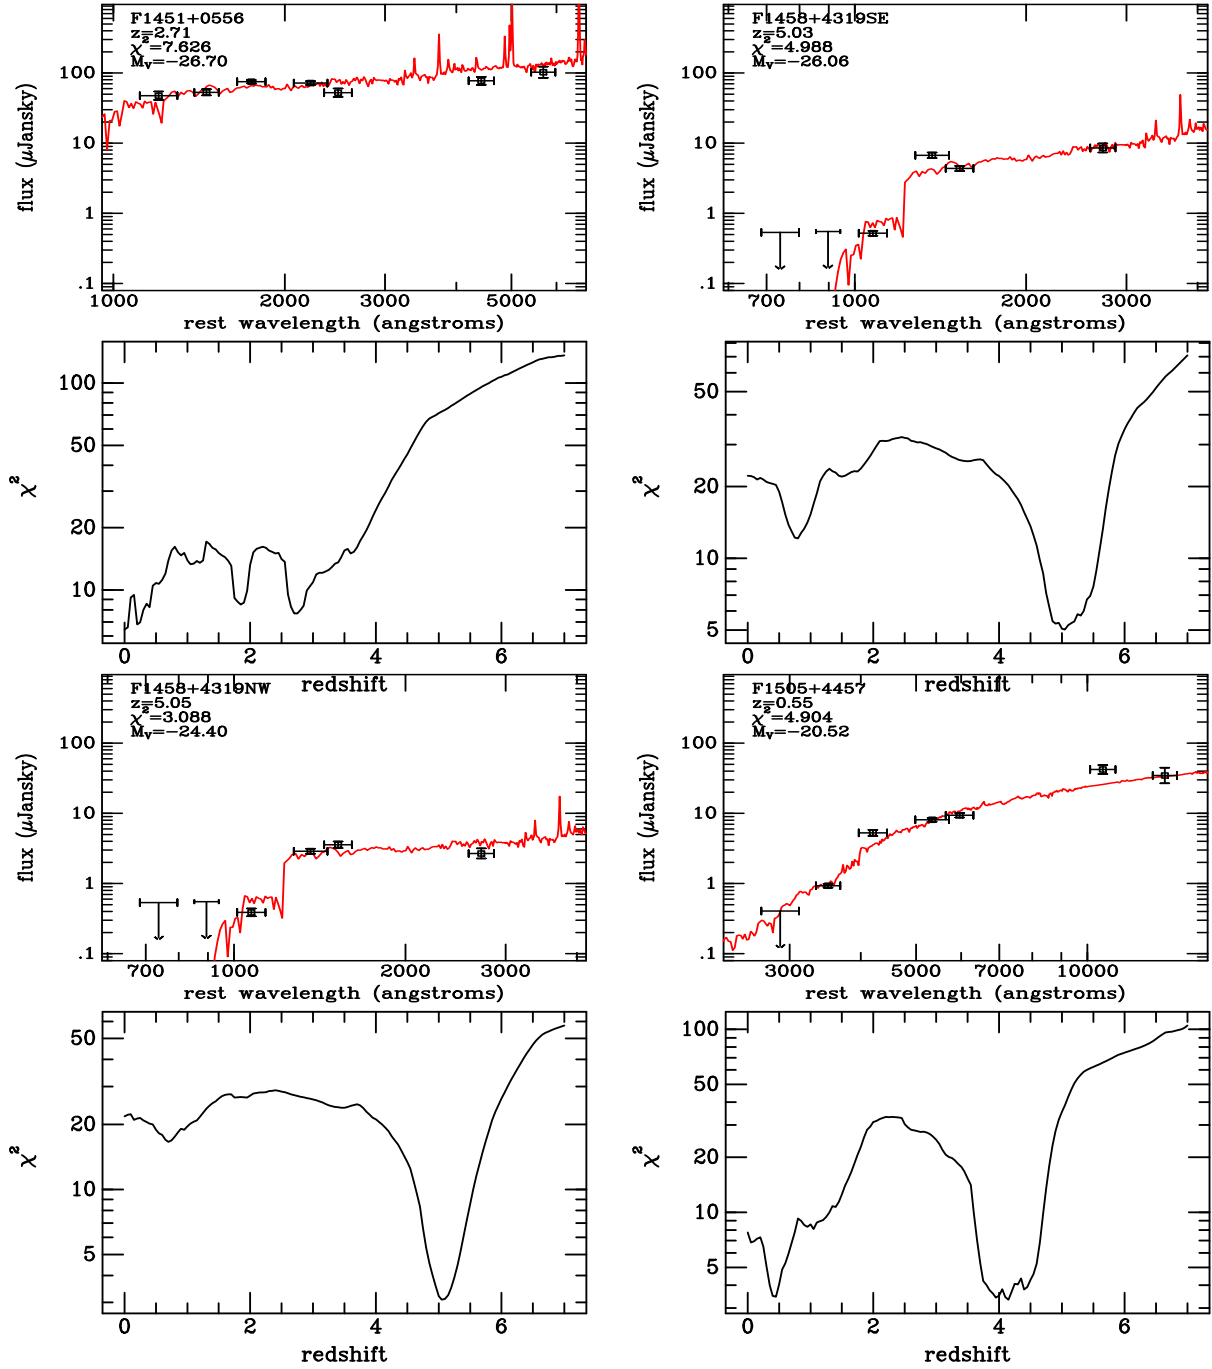 F1451+0556
z=2.71
χ²=7.626
M_V=−26.70
100
10
1
.1
flux (μJansky)
1000 2000 3000 5000
rest wavelength (angstroms)
F1458+4319SE
z=5.03
χ²=4.988
M_V=−26.06
100
10
1
.1
flux (μJansky)
700 1000 2000 3000
rest wavelength (angstroms)
100
50
20
10
χ²
0 2 4 6
redshift
50
20
10
5
χ²
0 2 4 6
redshift
F1458+4319NW
z=5.05
χ²=3.088
M_V=−24.40
100
10
1
.1
flux (μJansky)
700 1000 2000 3000
rest wavelength (angstroms)
F1505+4457
z=0.55
χ²=4.904
M_V=−20.52
100
10
1
.1
flux (μJansky)
3000 5000 7000 10000
rest wavelength (angstroms)
50
20
10
5
χ²
0 2 4 6
redshift
100
50
20
10
5
χ²
0 2 4 6
redshift